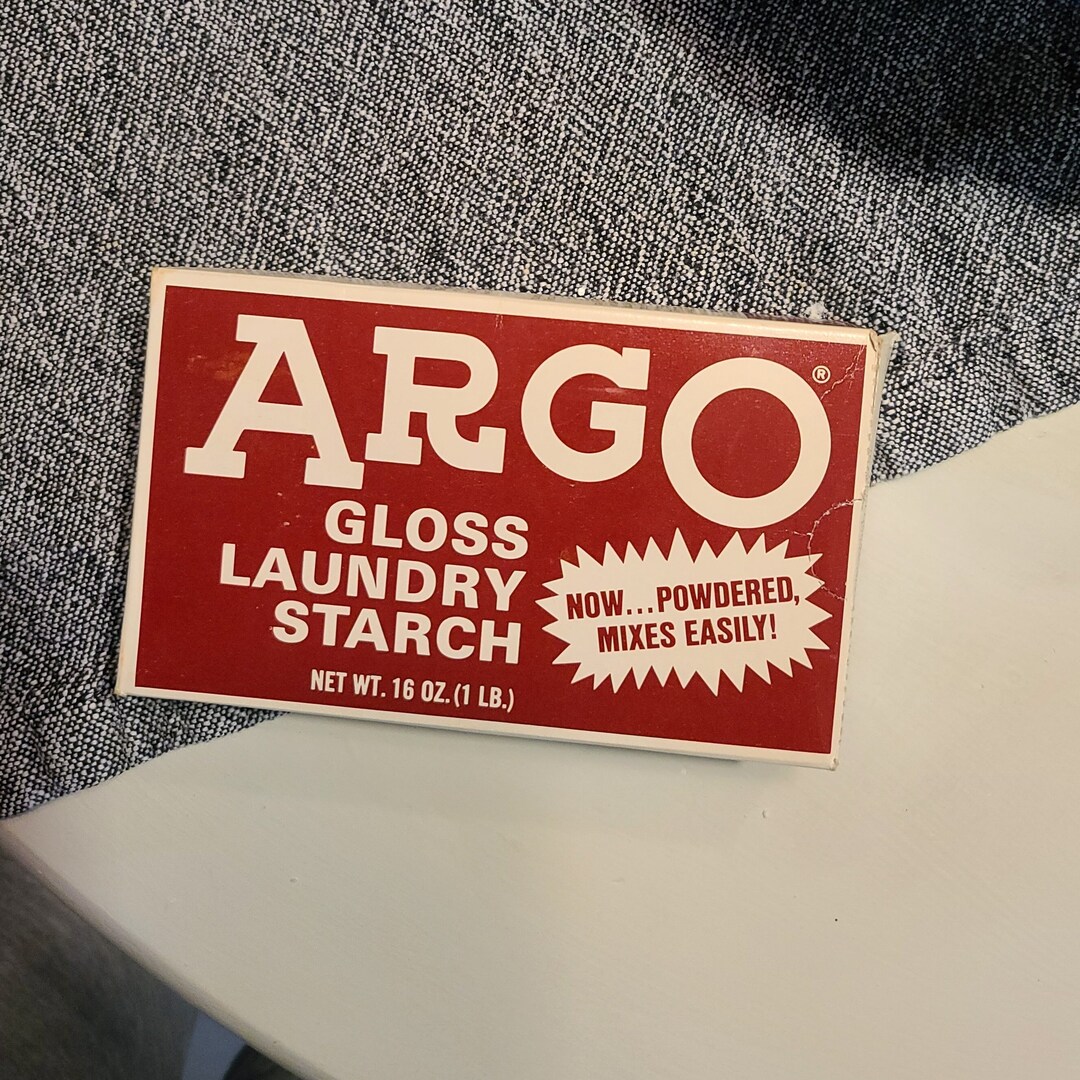 ARGO®
GLOSS
LAUNDRY
STARCH
NET WT. 16 OZ. (1 LB.)
NOW...POWDERED,
MIXES EASILY!